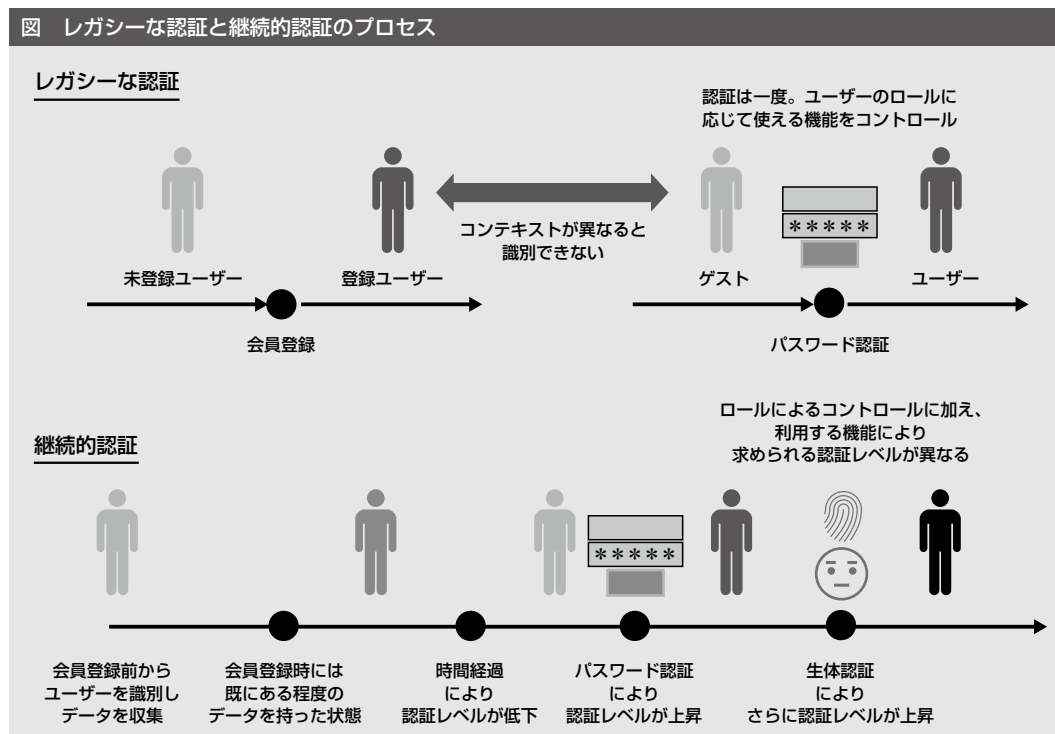 図 レガシーな認証と継続的認証のプロセス
レガシーな認証
認証は一度。ユーザーのロールに
応じて使える機能をコントロール
コンテキストが異なると
識別できない
*****
未登録ユーザー
登録ユーザー
ゲスト
ユーザー
会員登録
パスワード認証
継続的認証
ロールによるコントロールに加え、
利用する機能により
求められる認証レベルが異なる
*****
会員登録前から
ユーザーを識別し
データを収集
会員登録時には
既にある程度の
データを持った状態
時間経過
により
認証レベルが低下
パスワード認証
により
認証レベルが上昇
生体認証
により
さらに認証レベルが上昇